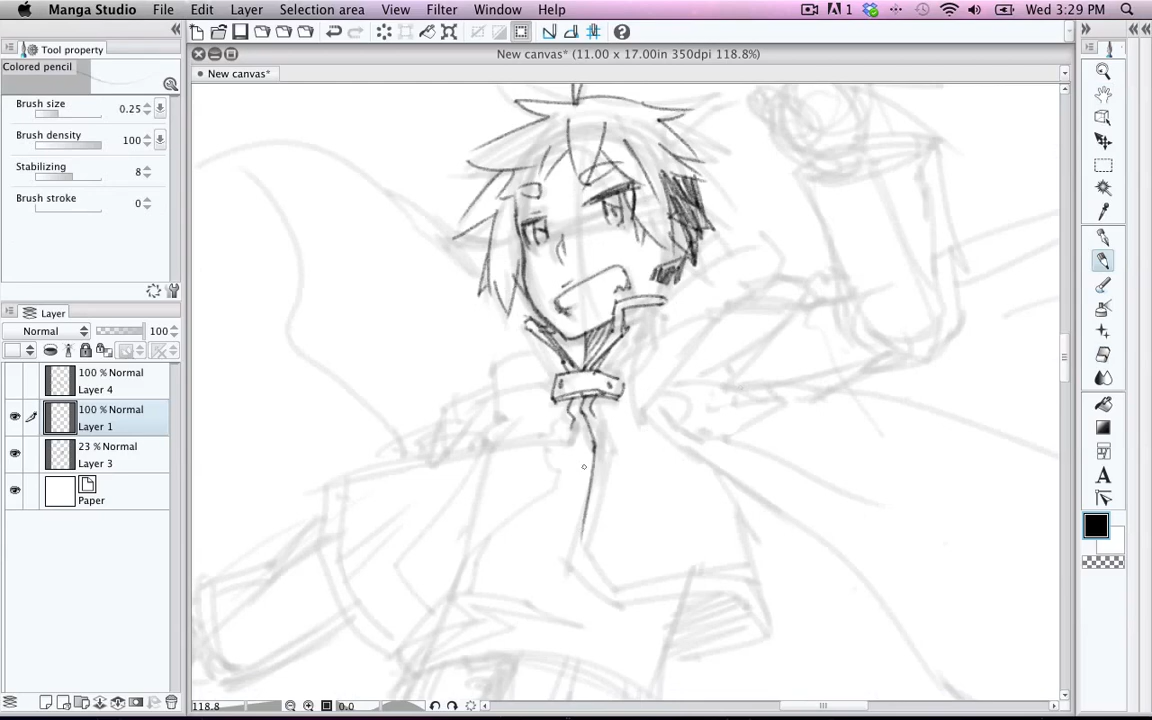 Manga Studio File Edit Layer Selection area View Filter Window Help 1 Wed 3:29 PM
New canvas* (11.00 x 17.00in 350dpi 118.8%)
New canvas*
Tool property
Colored pencil
Brush size 0.25
Brush density 100
Stabilizing 8
Brush stroke 0
Layer
Normal 100
100 % Normal
Layer 4
100 % Normal
Layer 1
23 % Normal
Layer 3
Paper
A
118.8 0.0